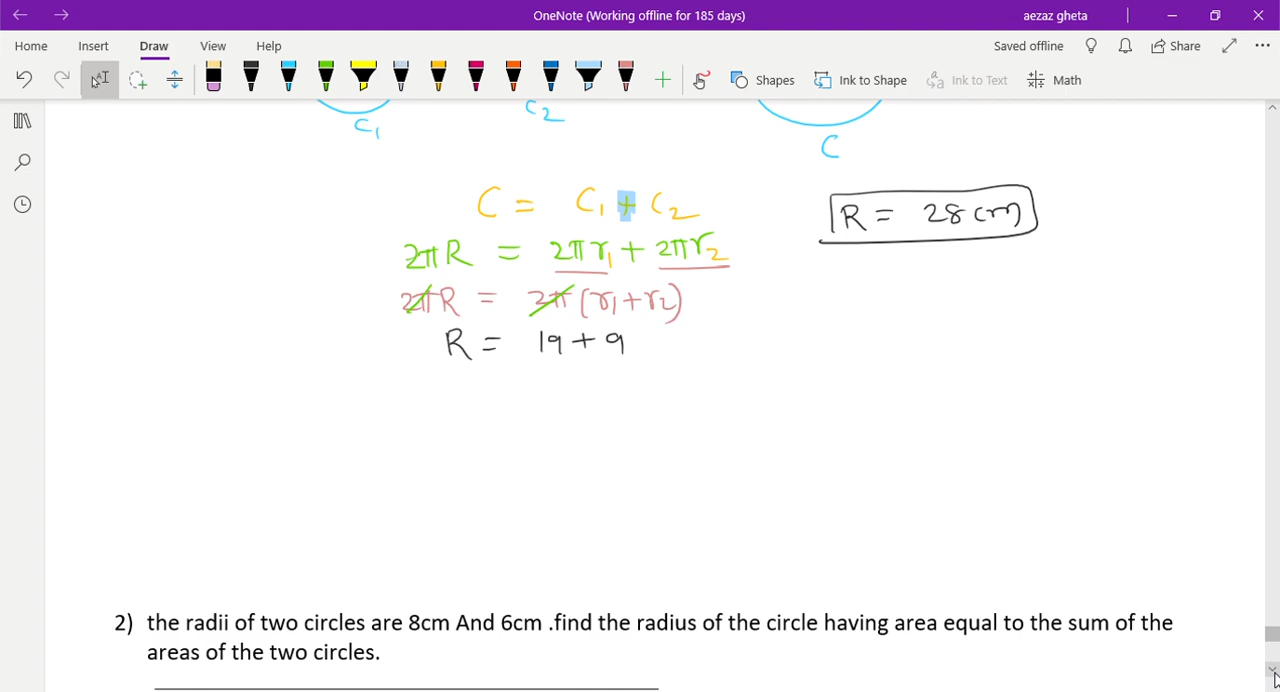 OneNote (Working offline for 185 days)
aezaz gheta
Home Insert Draw View Help
Saved offline Share
Shapes Ink to Shape Ink to Text Math
C1 C2 C
C = C1 + C2
R = 28 cm
2πR = 2πr1 + 2πr2
2πR = 2π (r1+r2)
R = 19 + 9
2) the radii of two circles are 8cm And 6cm .find the radius of the circle having area equal to the sum of the
areas of the two circles.